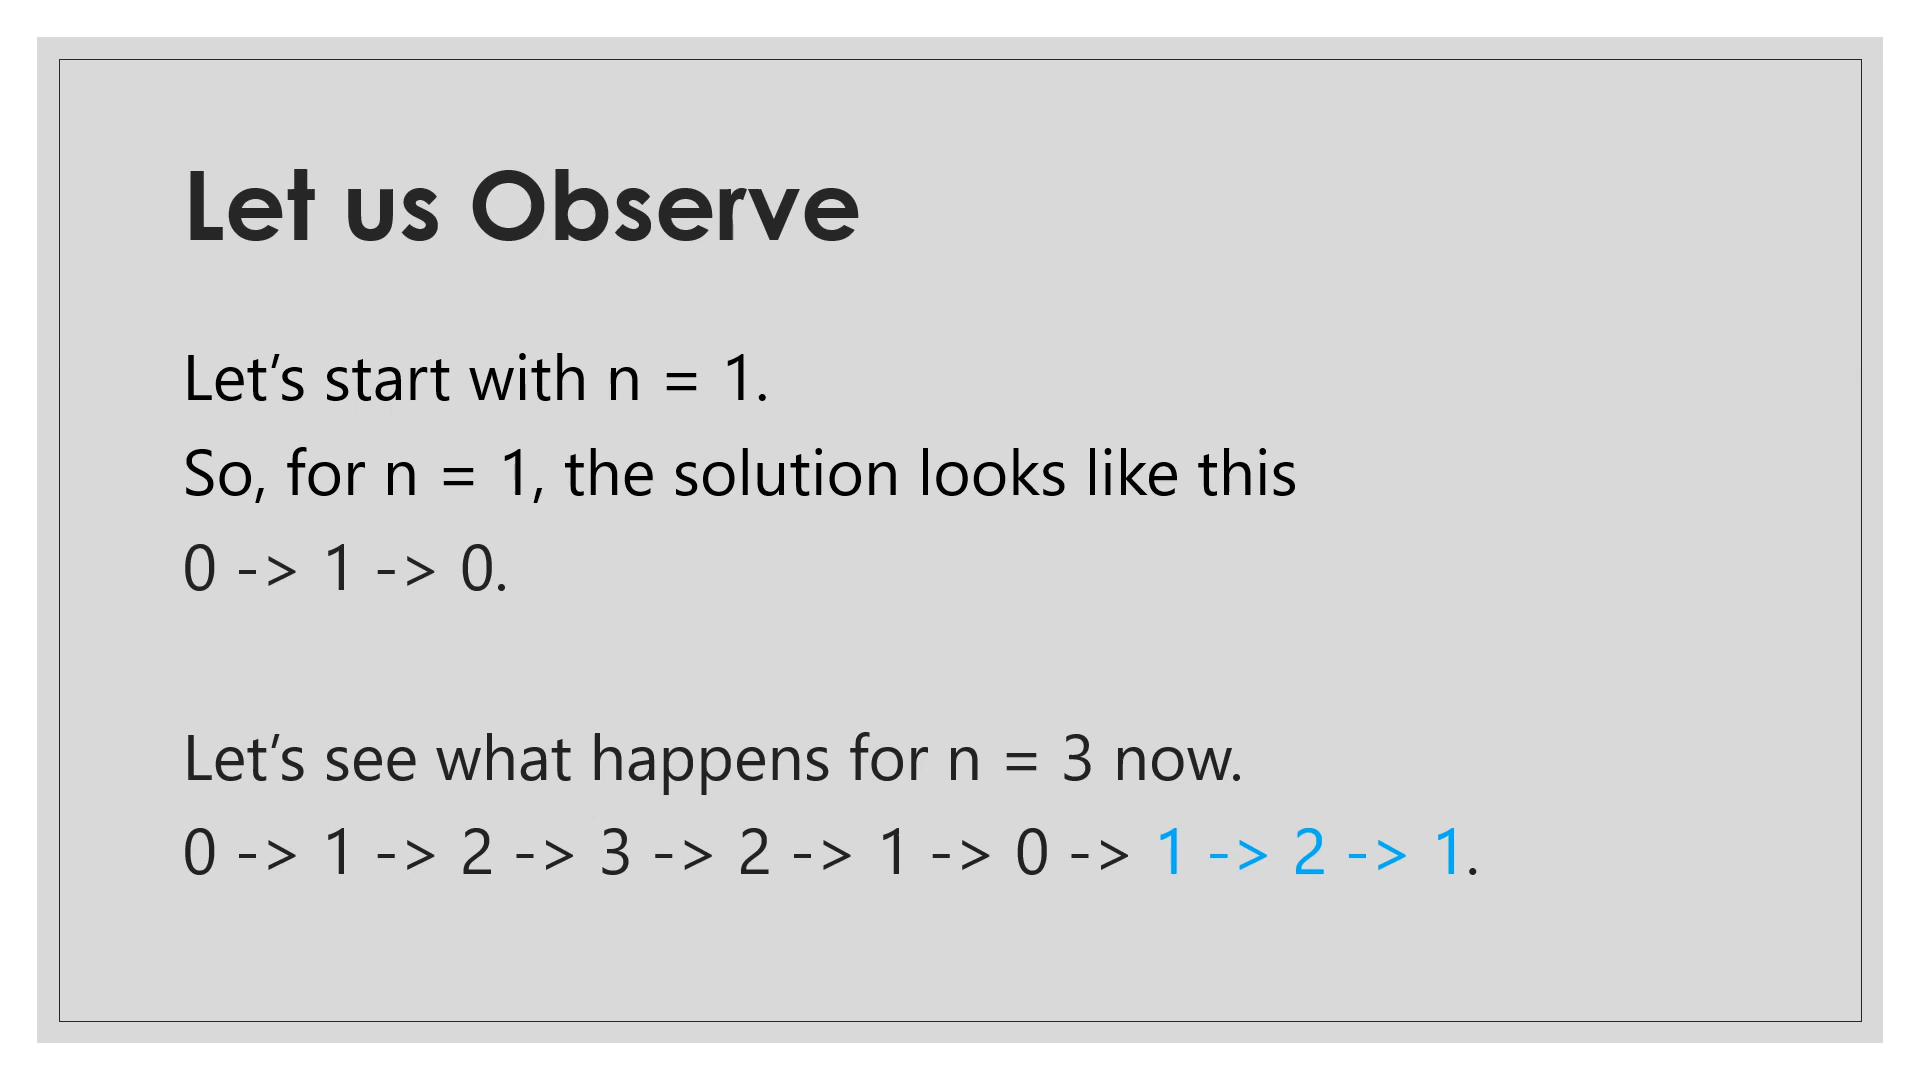 Let us Observe
Let’s start with n = 1.
So, for n = 1, the solution looks like this
0 -> 1 -> 0.
Let’s see what happens for n = 3 now.
0 -> 1 -> 2 -> 3 -> 2 -> 1 -> 0 -> 1 -> 2 -> 1.